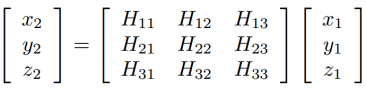 x2 = H11 H12 H13 x1
y2 H21 H22 H23 y1
z2 H31 H32 H33 z1